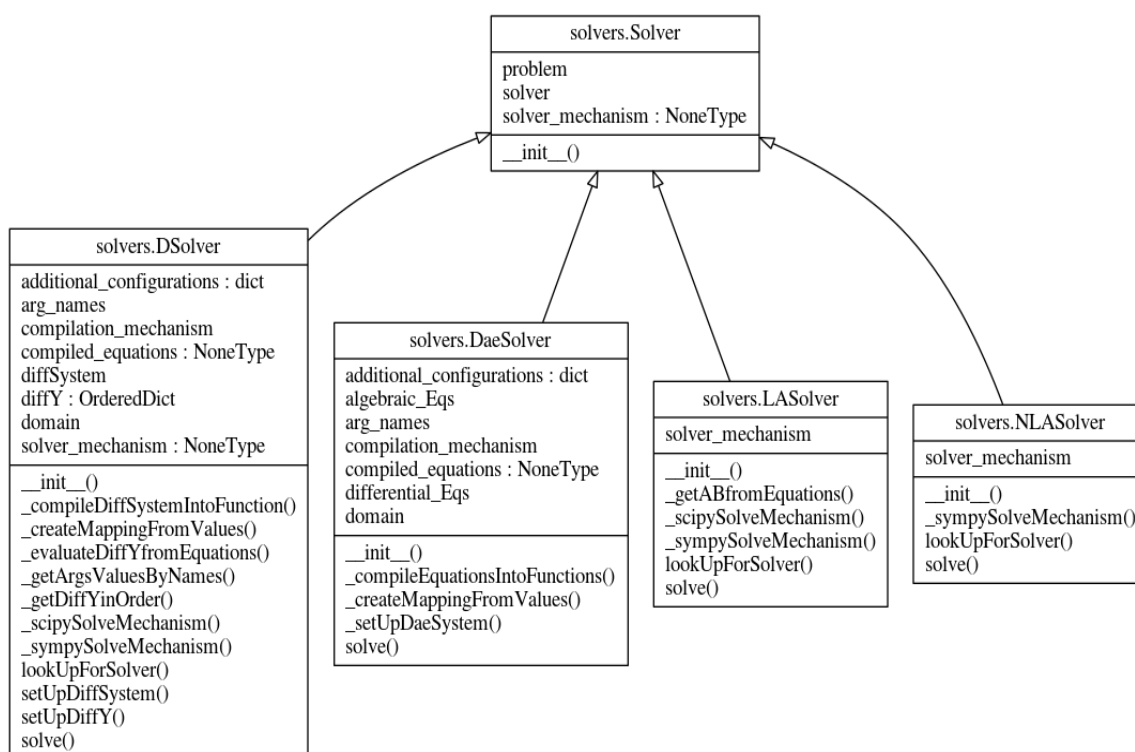 solvers.Solver
problem
solver
solver_mechanism : NoneType
__init__()
solvers.DSolver
additional_configurations : dict
arg_names
compilation_mechanism
compiled_equations : NoneType
diffSystem
diffY : OrderedDict
domain
solver_mechanism : NoneType
__init__()
_compileDiffSystemIntoFunction()
_createMappingFromValues()
_evaluateDiffYfromEquations()
_getArgsValuesByNames()
_getDiffYinOrder()
_scipySolveMechanism()
_sympySolveMechanism()
lookUpForSolver()
setUpDiffSystem()
setUpDiffY()
solve()
solvers.DaeSolver
additional_configurations : dict
algebraic_Eqs
arg_names
compilation_mechanism
compiled_equations : NoneType
differential_Eqs
domain
__init__()
_compileEquationsIntoFunctions()
_createMappingFromValues()
_setUpDaeSystem()
solve()
solvers.LASolver
solver_mechanism
__init__()
_getABfromEquations()
_scipySolveMechanism()
_sympySolveMechanism()
lookUpForSolver()
solve()
solvers.NLASolver
solver_mechanism
__init__()
_sympySolveMechanism()
lookUpForSolver()
solve()